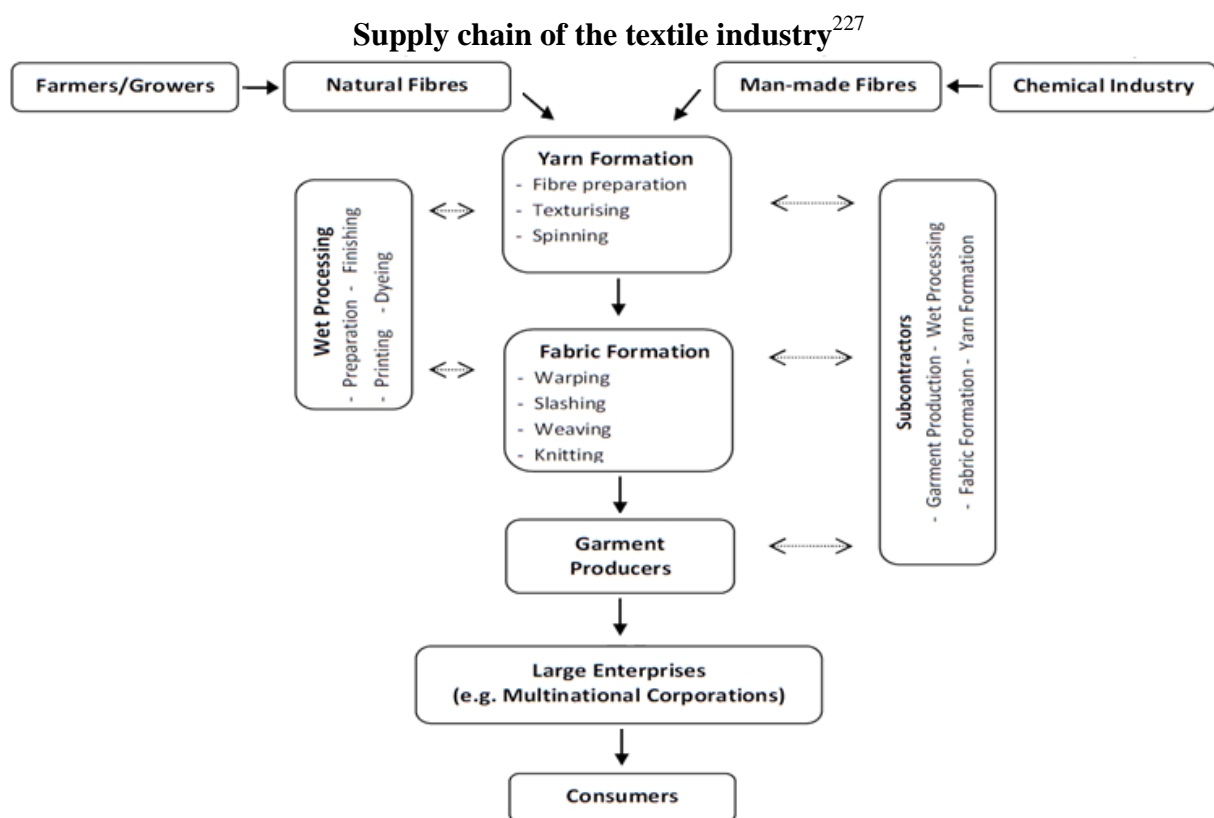 Supply chain of the textile industry227
Farmers/Growers
Natural Fibres
Man-made Fibres
Chemical Industry
Yarn Formation
- Fibre preparation
- Texturising
- Spinning
Wet Processing
- Preparation - Finishing
- Printing - Dyeing
Fabric Formation
- Warping
- Slashing
- Weaving
- Knitting
Subcontractors
- Garment Production - Wet Processing
- Fabric Formation - Yarn Formation
Garment
Producers
Large Enterprises
(e.g. Multinational Corporations)
Consumers